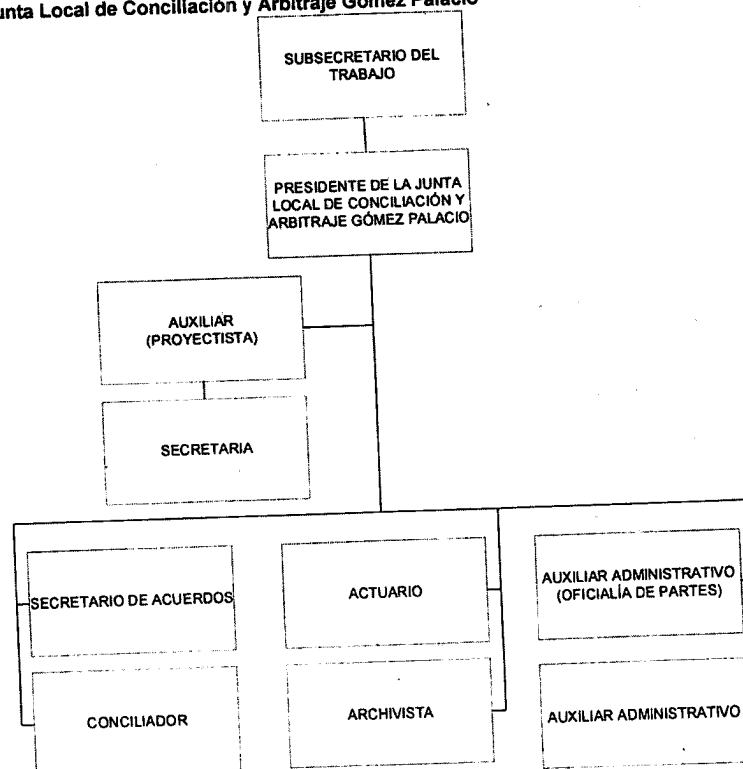 Junta Local de Conciliación y Arbitraje Gómez Palacio
SUBSECRETARIO DEL
TRABAJO
PRESIDENTE DE LA JUNTA
LOCAL DE CONCILIACIÓN Y
ARBITRAJE GÓMEZ PALACIO
AUXILIAR
(PROYECTISTA)
SECRETARIA
SECRETARIO DE ACUERDOS
ACTUARIO
AUXILIAR ADMINISTRATIVO
(OFICIALÍA DE PARTES)
CONCILIADOR
ARCHIVISTA
AUXILIAR ADMINISTRATIVO